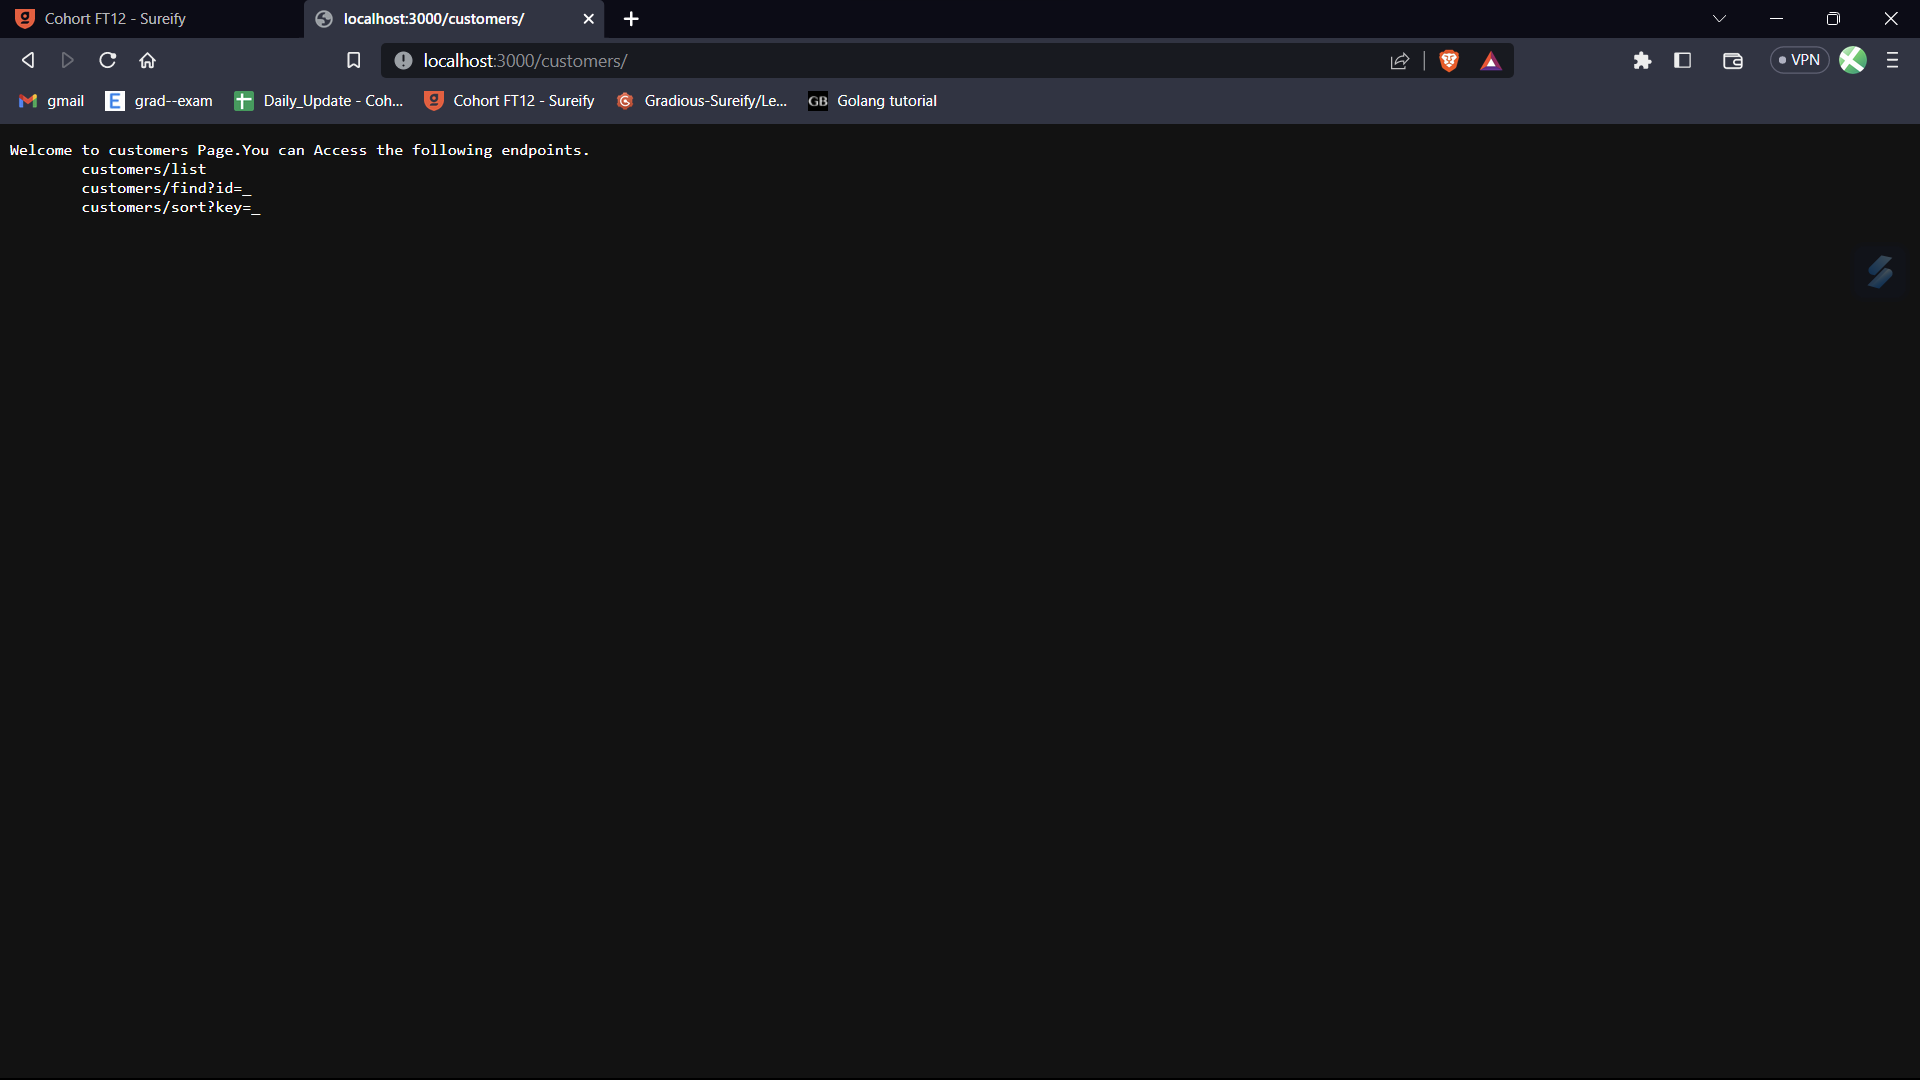 Cohort FT12 - Sureify
localhost:3000/customers/
localhost:3000/customers/
VPN
gmail
E grad--exam
Daily_Update - Coh...
g Cohort FT12 - Sureify
G Gradious-Sureify/Le...
GB Golang tutorial
Welcome to customers Page.You can Access the following endpoints.
customers/list
customers/find?id=_
customers/sort?key=_